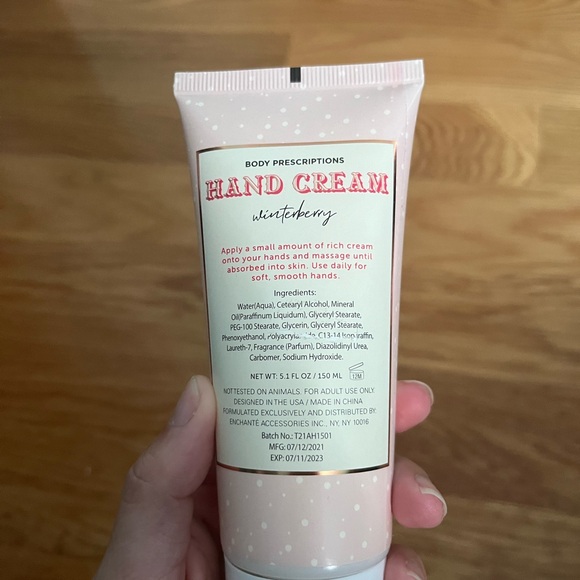 BODY PRESCRIPTIONS
HAND CREAM
winterberry
Apply a small amount of rich cream
onto your hands and massage until
absorbed into skin. Use daily for
soft, smooth hands.
Ingredients:
Water(Aqua), Cetearyl Alcohol, Mineral
Oil(Paraffinum Liquidum), Glyceryl Stearate,
PEG-100 Stearate, Glycerin, Glyceryl Stearate,
Phenoxyethanol, C13-14
Laureth-7, Fragrance (Parfum), Diazolidinyl Urea,
Carbomer, Sodium Hydroxide.
NET WT: 5.1 FL OZ / 150 ML
12M
NOT TESTED ON ANIMALS. FOR ADULT USE ONLY.
DESIGNED IN THE USA / MADE IN CHINA
FORMULATED EXCLUSIVELY AND DISTRIBUTED BY:
ENCHANTE ACCESSORIES INC., NY, NY 10016
Batch No.: T21AH1501
MFG: 07/12/2021
EXP: 07/11/2023